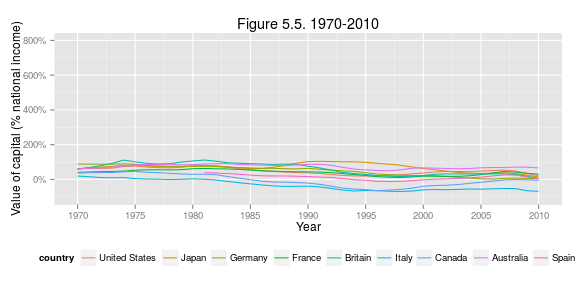 Figure 5.5. 1970-2010
Value of capital (% national income)
800%
600%
400%
200%
0%
1970 1975 1980 1985 1990 1995 2000 2005 2010
Year
country United States Japan Germany France Britain Italy Canada Australia Spain